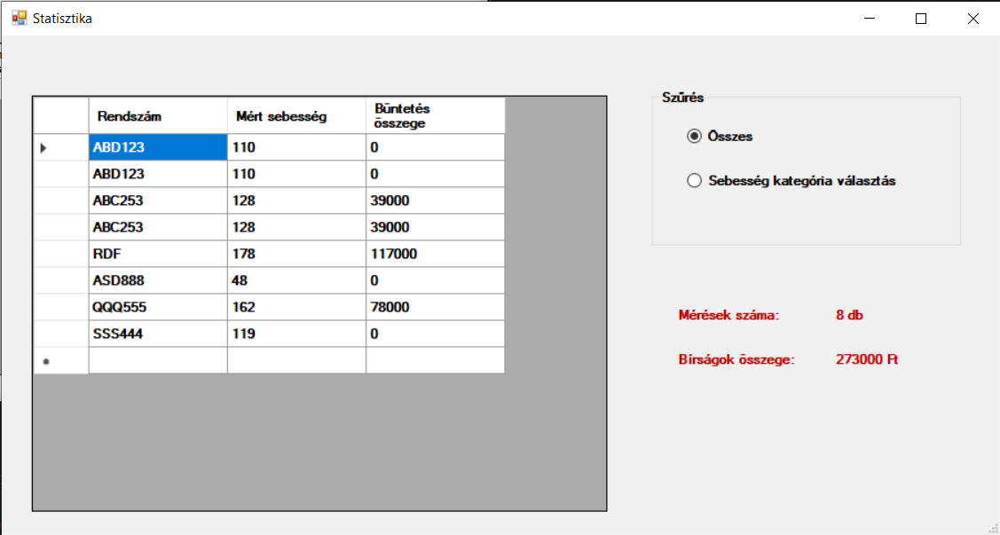 Statisztika
Rendszám Mért sebesség Büntetés összege
ABD123 110 0
ABD123 110 0
ABC253 128 39000
ABC253 128 39000
RDF 178 117000
ASD888 48 0
QQQ555 162 78000
SSS444 119 0
Szűrés
Összes
Sebesség kategória választás
Mérések száma: 8 db
Bírságok összege: 273000 Ft